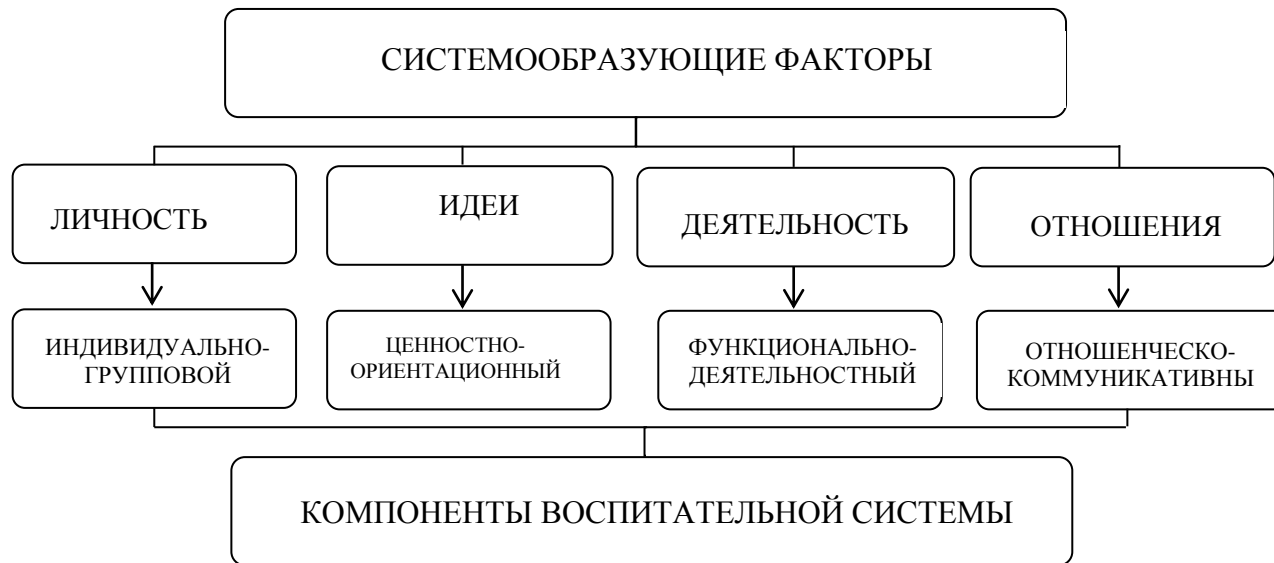 СИСТЕМООБРАЗУЮЩИЕ ФАКТОРЫ
ЛИЧНОСТЬ
ИДЕИ
ДЕЯТЕЛЬНОСТЬ
ОТНОШЕНИЯ
ИНДИВИДУАЛЬНО-
ГРУППОВОЙ
ЦЕННОСТНО-
ОРИЕНТАЦИОННЫЙ
ФУНКЦИОНАЛЬНО-
ДЕЯТЕЛЬНОСТНЫЙ
ОТНОШЕНЧЕСКО-
КОММУНИКАТИВНЫ
КОМПОНЕНТЫ ВОСПИТАТЕЛЬНОЙ СИСТЕМЫ